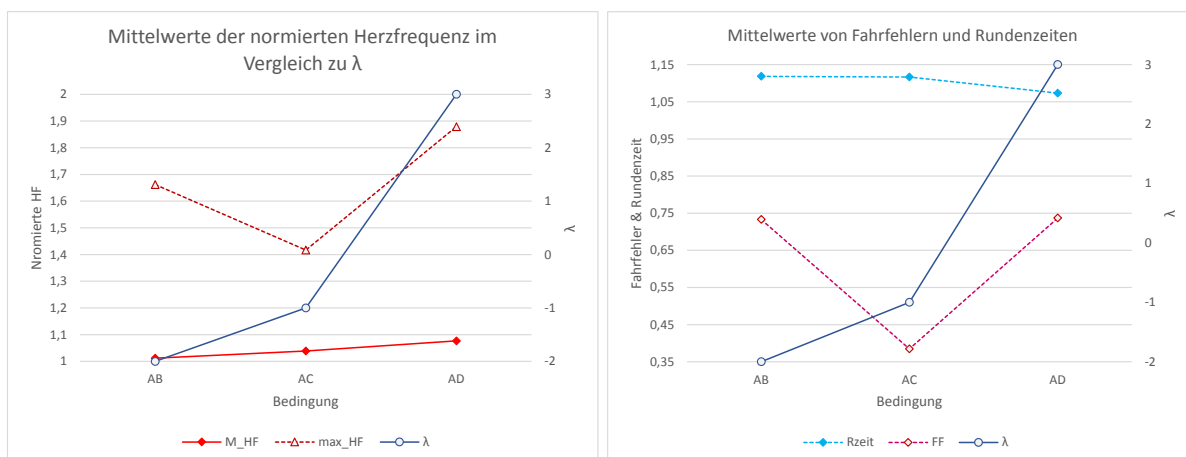 Mittelwerte der normierten Herzfrequenz im
Vergleich zu λ
Nromierte HF
2
1,9
1,8
1,7
1,6
1,5
1,4
1,3
1,2
1,1
1
3
2
1
0
-1
-2
λ
AB
AC
AD
Bedingung
M_HF
max_HF
λ
Mittelwerte von Fahrfehlern und Rundenzeiten
Fahrfehler & Rundenzeit
1,15
1,05
0,95
0,85
0,75
0,65
0,55
0,45
0,35
3
2
1
0
-1
-2
λ
AB
AC
AD
Bedingung
Rzeit
FF
λ